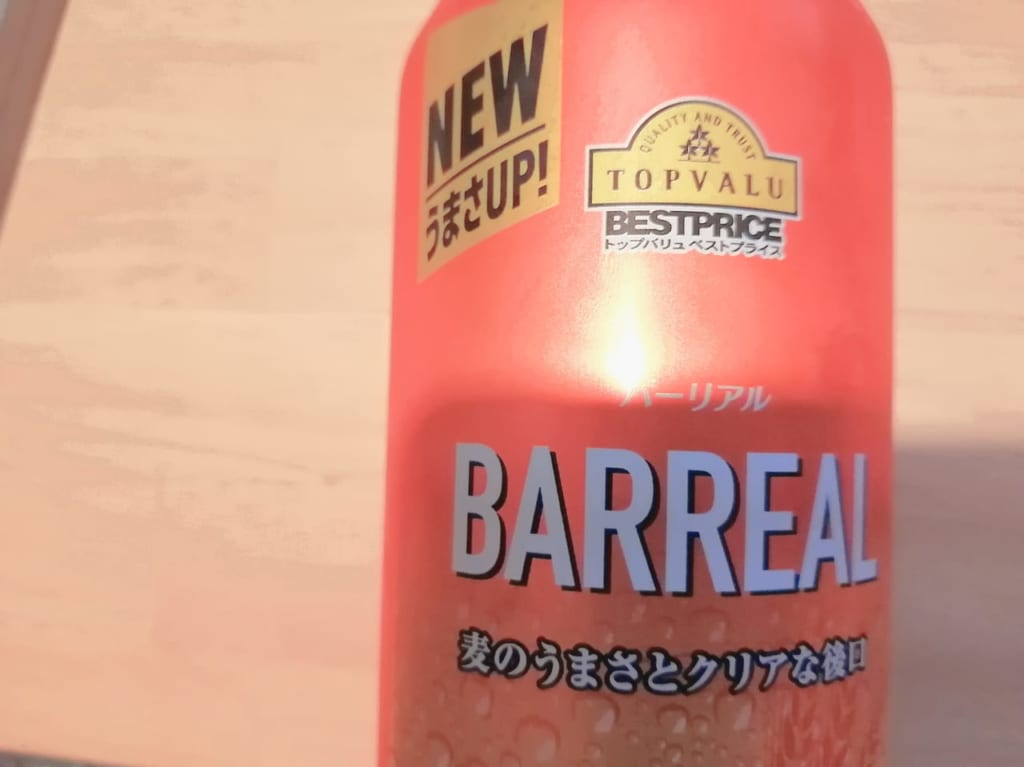 NEW
うまさUP!
QUALITY AND TRUST
TOPVALU
BESTPRICE
トップバリュ ベストプライス
バーリアル
BARREAL
麦のうまさとクリアな後口